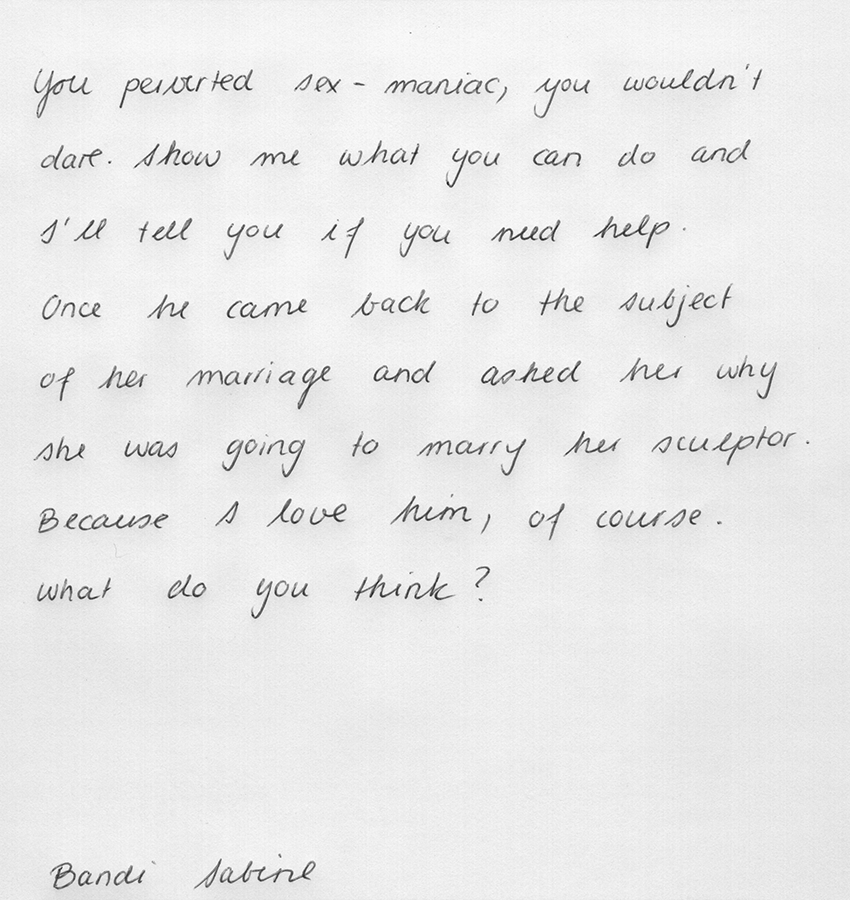 You perverted sex - maniac, you wouldn't
dare. Show me what you can do and
I'll tell you if you need help.
Once he came back to the subject
of her marriage and asked her why
she was going to marry her sculptor.
Because I love him, of course.
What do you think?
Bandi Sabine